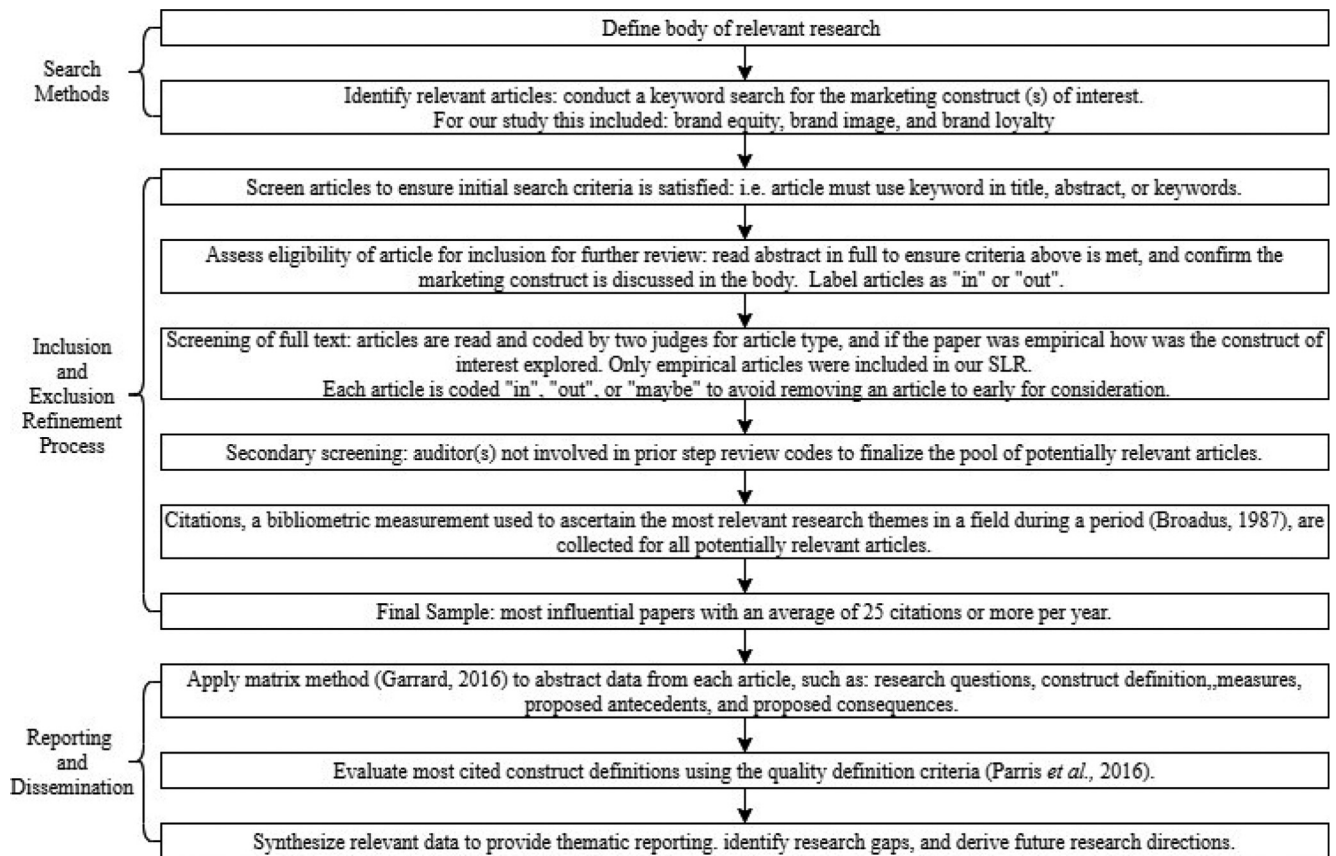 Search
Methods
Define body of relevant research
Identify relevant articles: conduct a keyword search for the marketing construct (s) of interest.
For our study this included: brand equity, brand image, and brand loyalty
Inclusion
and
Exclusion
Refinement
Process
Screen articles to ensure initial search criteria is satisfied: i.e. article must use keyword in title, abstract, or keywords.
Assess eligibility of article for inclusion for further review: read abstract in full to ensure criteria above is met, and confirm the
marketing construct is discussed in the body. Label articles as "in" or "out".
Screening of full text: articles are read and coded by two judges for article type, and if the paper was empirical how was the construct of
interest explored. Only empirical articles were included in our SLR.
Each article is coded "in", "out", or "maybe" to avoid removing an article to early for consideration.
Secondary screening: auditor(s) not involved in prior step review codes to finalize the pool of potentially relevant articles.
Citations, a bibliometric measurement used to ascertain the most relevant research themes in a field during a period (Broadus, 1987), are
collected for all potentially relevant articles.
Final Sample: most influential papers with an average of 25 citations or more per year.
Reporting
and
Dissemination
Apply matrix method (Garrard, 2016) to abstract data from each article, such as: research questions, construct definition,,measures,
proposed antecedents, and proposed consequences.
Evaluate most cited construct definitions using the quality definition criteria (Parris et al., 2016).
Synthesize relevant data to provide thematic reporting. identify research gaps, and derive future research directions.